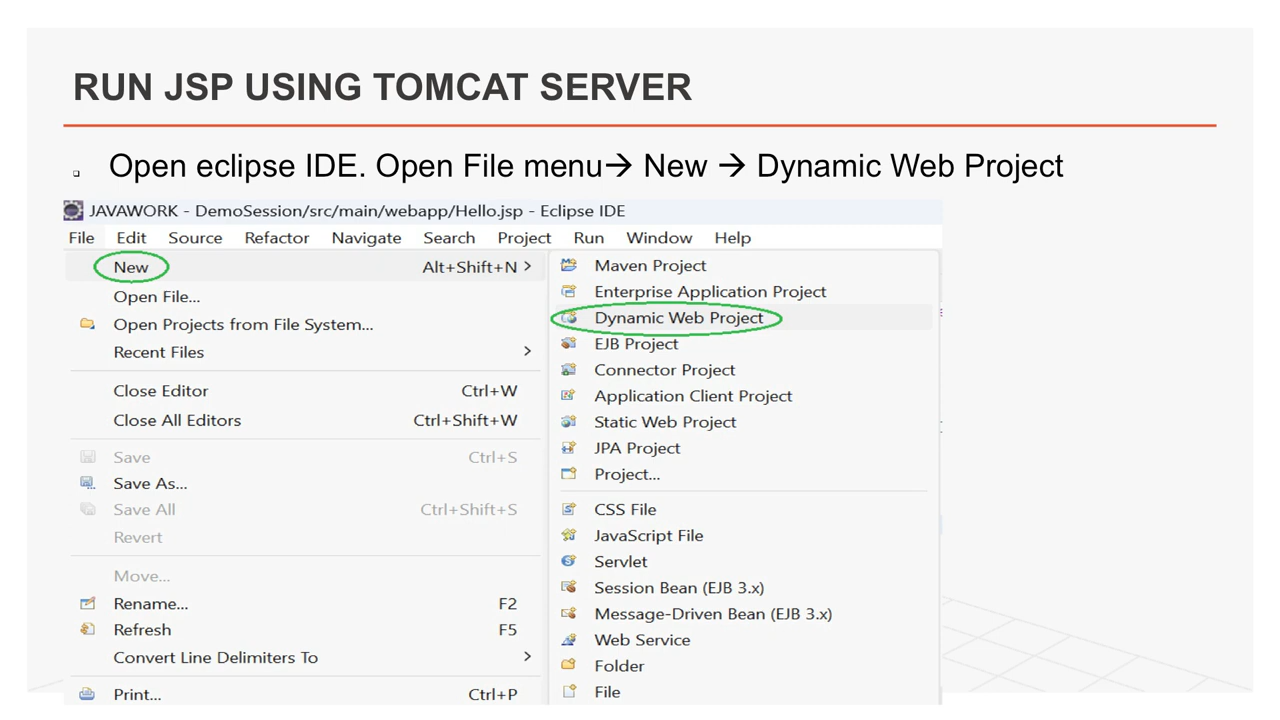 RUN JSP USING TOMCAT SERVER
▫ Open eclipse IDE. Open File menu→ New → Dynamic Web Project
JAVAWORK - DemoSession/src/main/webapp/Hello.jsp - Eclipse IDE
File Edit Source Refactor Navigate Search Project Run Window Help
New Alt+Shift+N >
Open File...
Open Projects from File System...
Recent Files >
Close Editor Ctrl+W
Close All Editors Ctrl+Shift+W
Save Ctrl+S
Save As...
Save All Ctrl+Shift+S
Revert
Move...
Rename... F2
Refresh F5
Convert Line Delimiters To >
Print... Ctrl+P
Maven Project
Enterprise Application Project
Dynamic Web Project
EJB Project
Connector Project
Application Client Project
Static Web Project
JPA Project
Project...
CSS File
JavaScript File
Servlet
Session Bean (EJB 3.x)
Message-Driven Bean (EJB 3.x)
Web Service
Folder
File